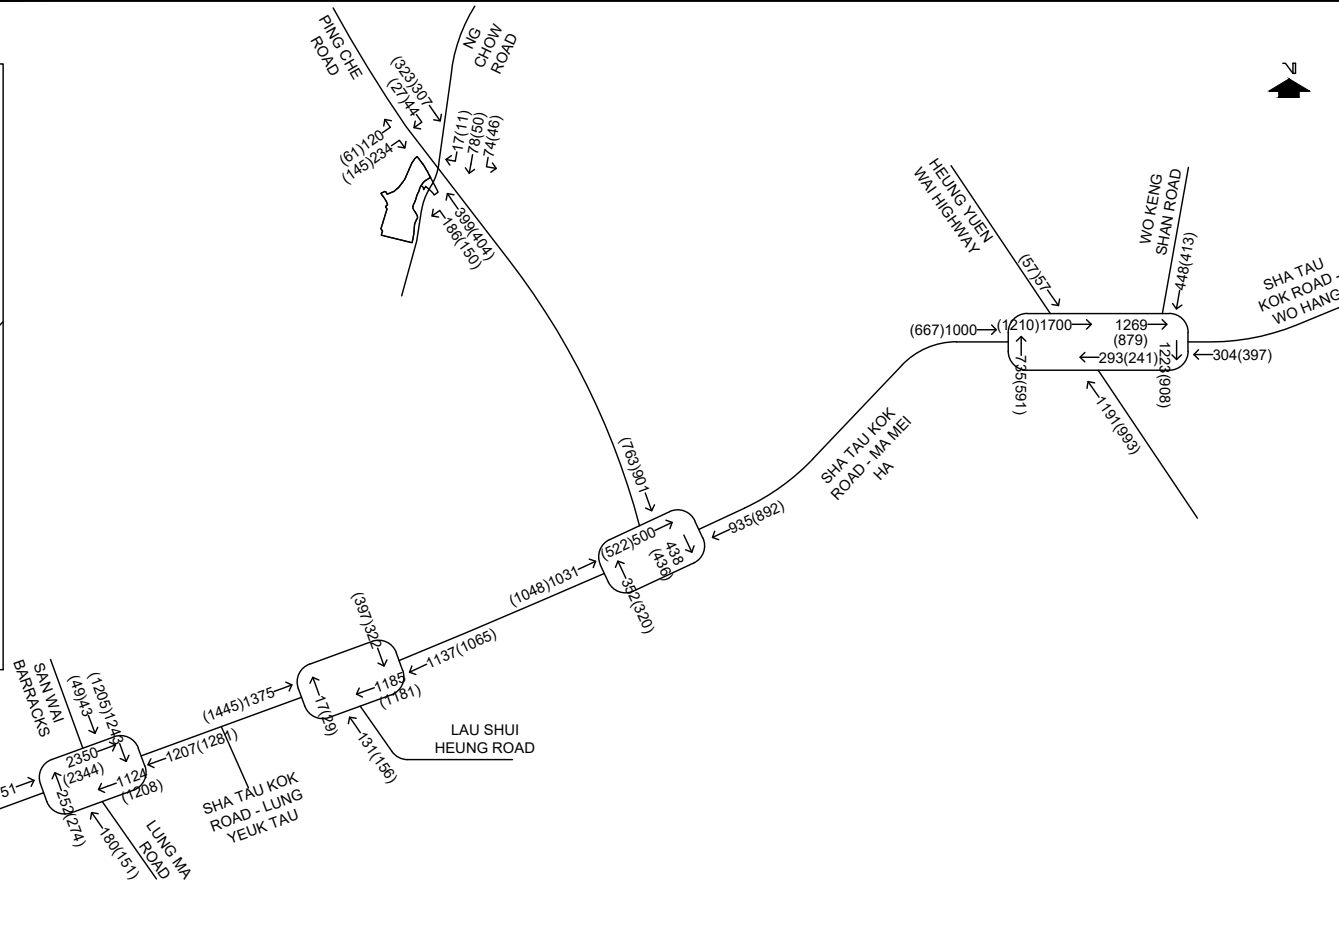 PING CHE
ROAD
NG
CHOW
ROAD
(323)307
(27)44
(61)120
(145)234
17(11)
78(50)
74(46)
399(404)
186(150)
N
HEUNG YUEN
WAI HIGHWAY
WO KENG
SHAN ROAD
SHA TAU
KOK ROAD -
WO HANG
(57)57
448(413)
(667)1000
(1210)1700
1269
(879)
293(241)
1223(908)
304(397)
735(591)
1191(993)
SHA TAU KOK
ROAD - MA MEI
HA
(763)901
935(892)
(522)500
438
(436)
352(320)
(1048)1031
1137(1065)
(397)322
1185
(1181)
17(29)
131(156)
LAU SHUI
HEUNG ROAD
(1445)1375
1207(1281)
SHA TAU KOK
ROAD - LUNG
YEUK TAU
SAN WAI
BARRACKS
(49)43
(1205)1243
2350
(2344)
1124
(1208)
51
252(274)
180(151)
LUNG MA
ROAD